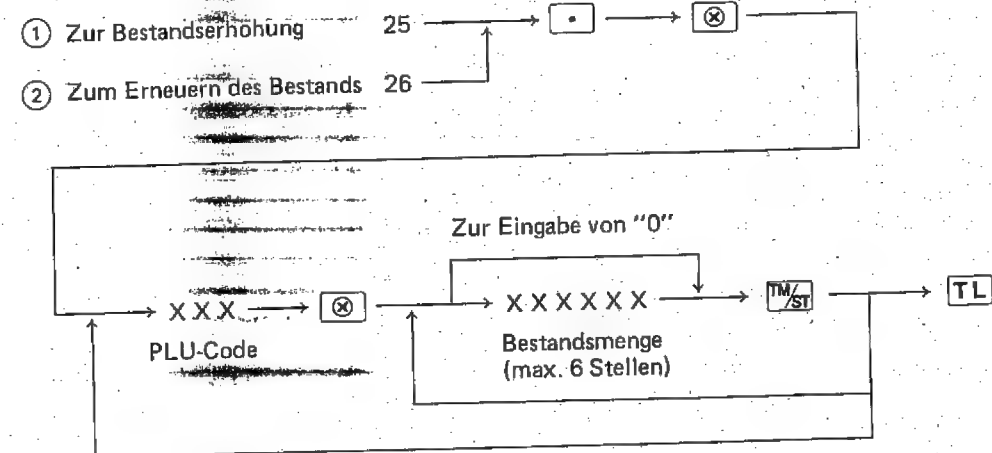 ① Zur Bestandserhöhung 25 • ⊗
② Zum Erneuern des Bestands 26
Zur Eingabe von "0"
XXX ⊗ XXXXXX TM/ST TL
PLU-Code Bestandsmenge
(max. 6 Stellen)